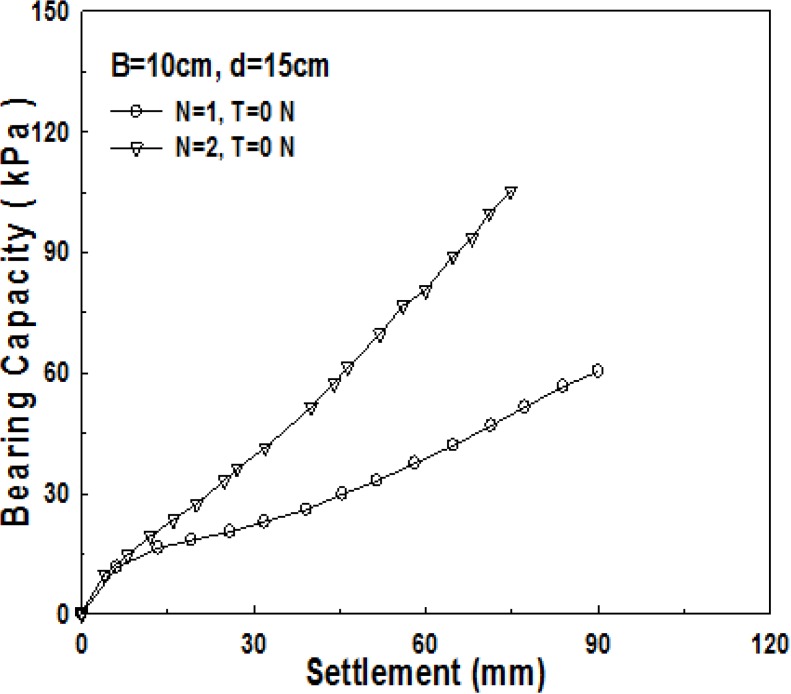 150
B=10cm, d=15cm
N=1, T=0 N
120
N=2, T=0 N
90
60
30
0
Bearing Capacity ( kPa )
0 30 60 90 120
Settlement (mm)